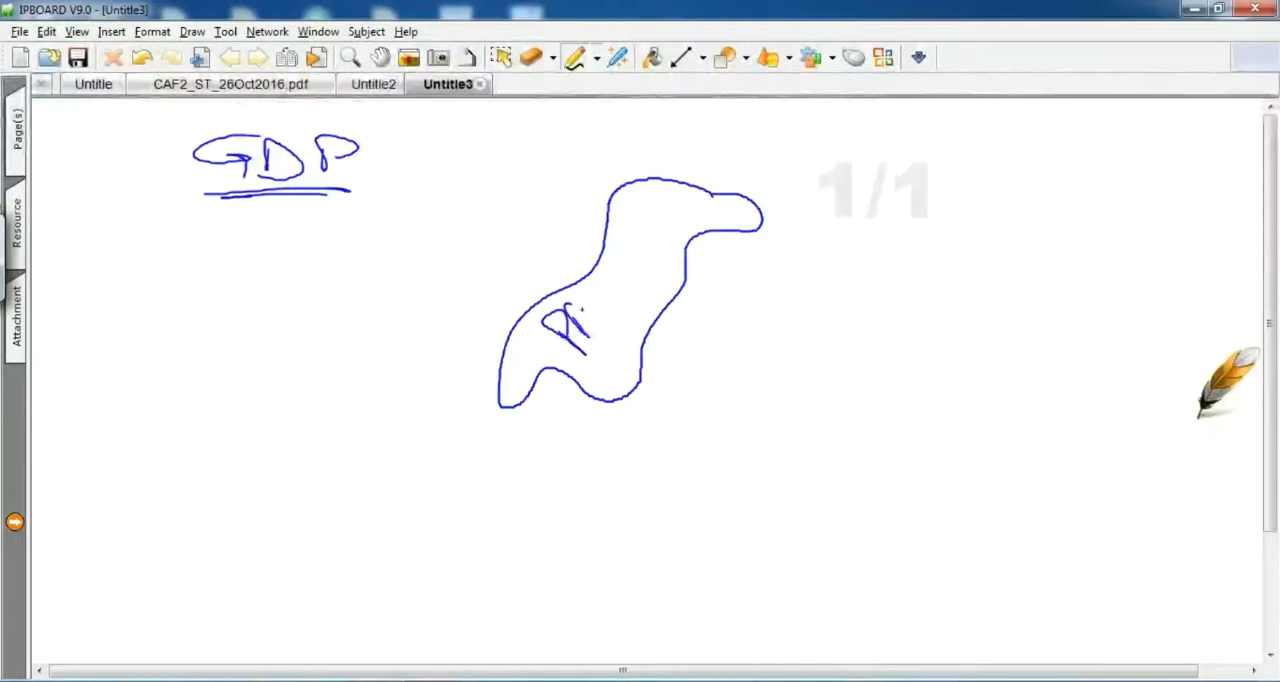 IPBOARD V9.0 - [Untitle3]
File Edit View Insert Format Draw Tool Network Window Subject Help
Untitle CAF2_ST_26Oct2016.pdf Untitle2 Untitle3
Page(s)
Resource
Attachment
GDP
1/1